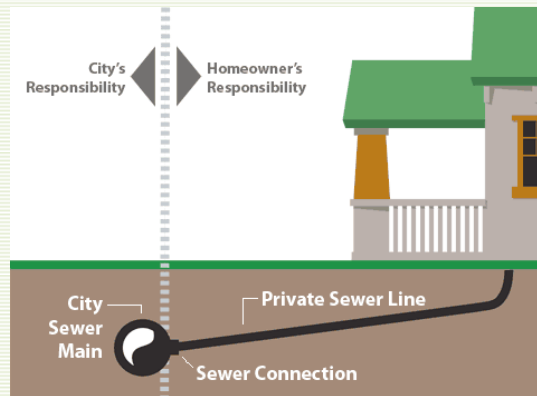 City's
Responsibility
Homeowner's
Responsibility
City
Sewer
Main
Private Sewer Line
Sewer Connection